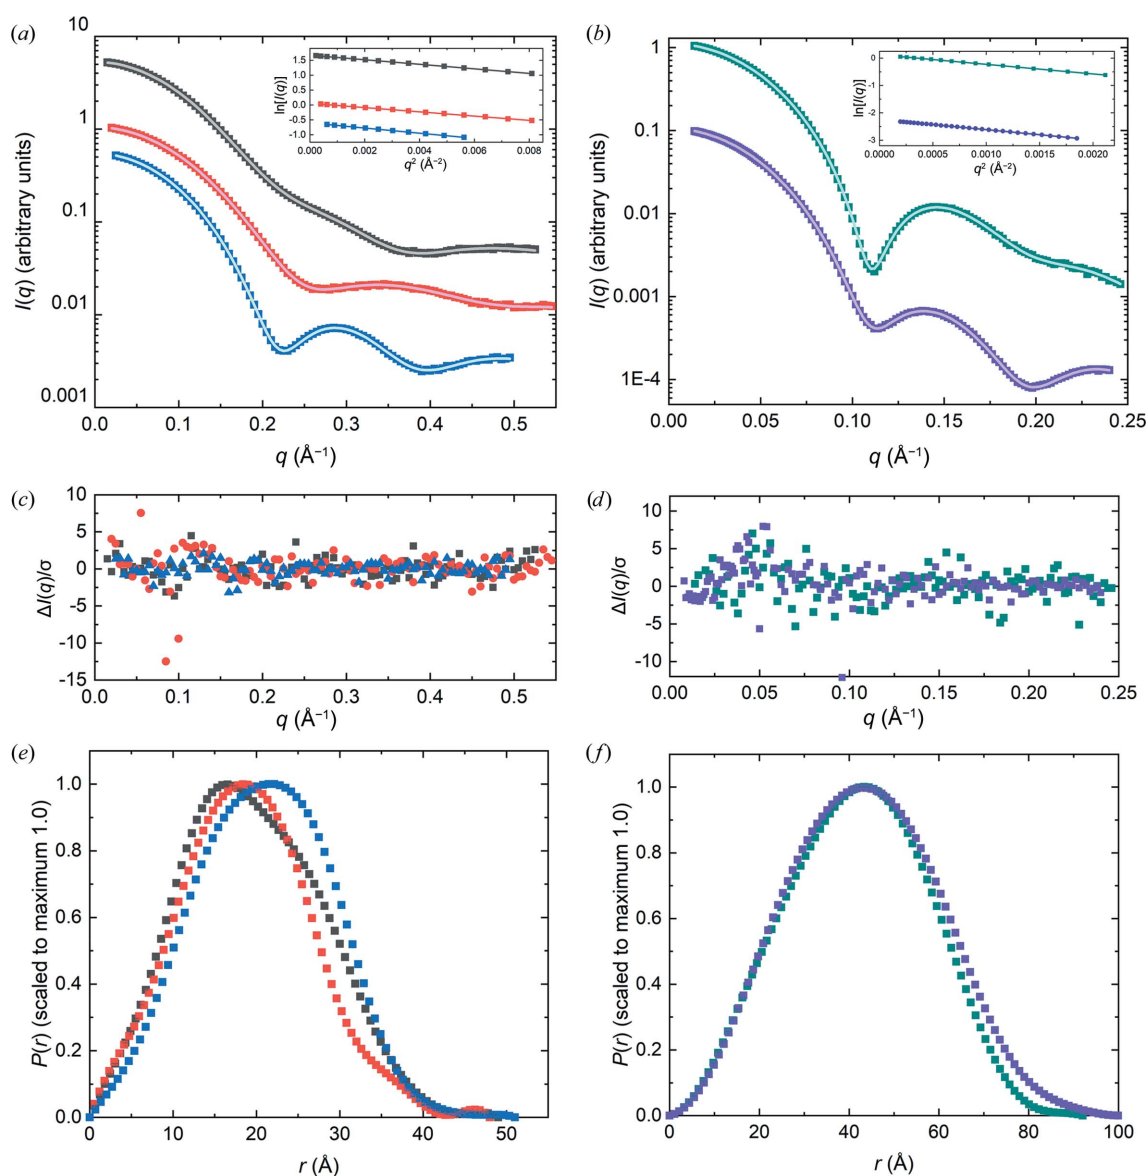 (a)
10
1
0.1
0.01
0.001
I(q) (arbitrary units)
0.0 0.1 0.2 0.3 0.4 0.5
q (Å⁻¹)
1.5
1.0
0.5
0.0
-0.5
-1.0
ln[I(q)]
0.000 0.002 0.004 0.006 0.008
q² (Å⁻²)
(b)
1
0.1
0.01
0.001
1E-4
I(q) (arbitrary units)
0.00 0.05 0.10 0.15 0.20 0.25
q (Å⁻¹)
0
-1
-2
-3
ln[I(q)]
0.0000 0.0005 0.0010 0.0015 0.0020
q² (Å⁻²)
(c)
10
5
0
-5
-10
-15
ΔI(q)/σ
0.0 0.1 0.2 0.3 0.4 0.5
q (Å⁻¹)
(d)
12
10
5
0
-5
-10
-12
ΔI(q)/σ
0.00 0.05 0.10 0.15 0.20 0.25
q (Å⁻¹)
(e)
1.0
0.8
0.6
0.4
0.2
0.0
P(r) (scaled to maximum 1.0)
0 10 20 30 40 50
r (Å)
(f)
1.0
0.8
0.6
0.4
0.2
0.0
P(r) (scaled to maximum 1.0)
0 20 40 60 80 100
r (Å)